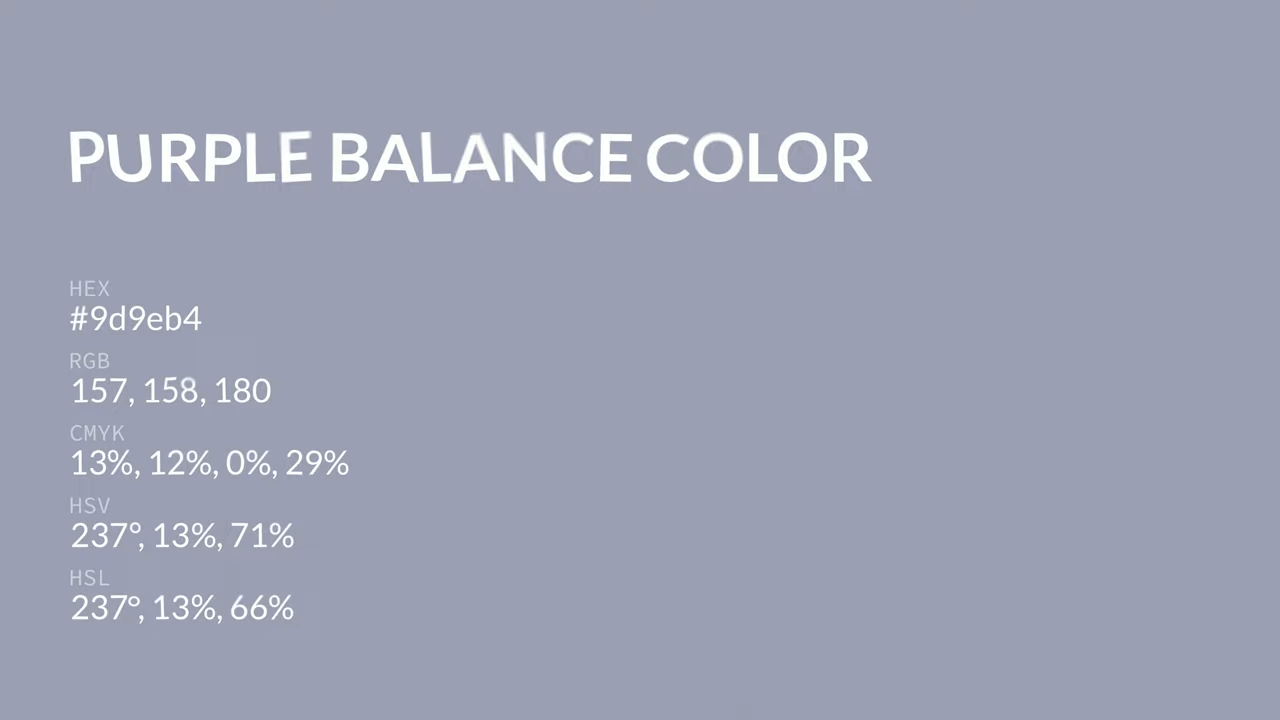 PURPLE BALANCE COLOR
HEX
#9d9eb4
RGB
157, 158, 180
CMYK
13%, 12%, 0%, 29%
HSV
237°, 13%, 71%
HSL
237°, 13%, 66%